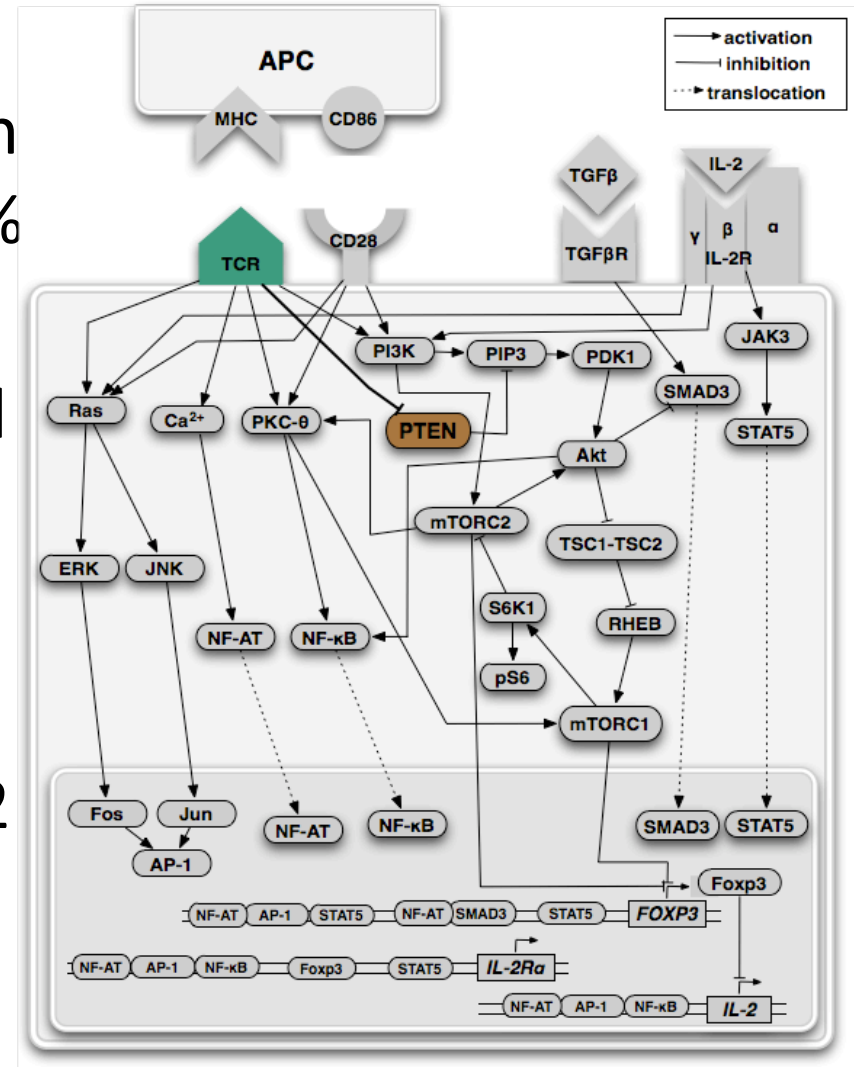 APC
MHC
CD86
activation
inhibition
translocation
n
%
d
2
TGFβ
IL-2
TCR
CD28
TGFβR
γ
β
α
IL-2R
PI3K
PIP3
PDK1
JAK3
Ras
Ca²⁺
PKC-θ
PTEN
SMAD3
STAT5
Akt
mTORC2
TSC1-TSC2
ERK
JNK
S6K1
RHEB
NF-AT
NF-κB
pS6
mTORC1
Fos
Jun
NF-AT
NF-κB
SMAD3
STAT5
AP-1
Foxp3
NF-AT AP-1 STAT5 NF-AT SMAD3 STAT5 FOXP3
NF-AT AP-1 NF-κB Foxp3 STAT5 IL-2Rα
NF-AT AP-1 NF-κB IL-2